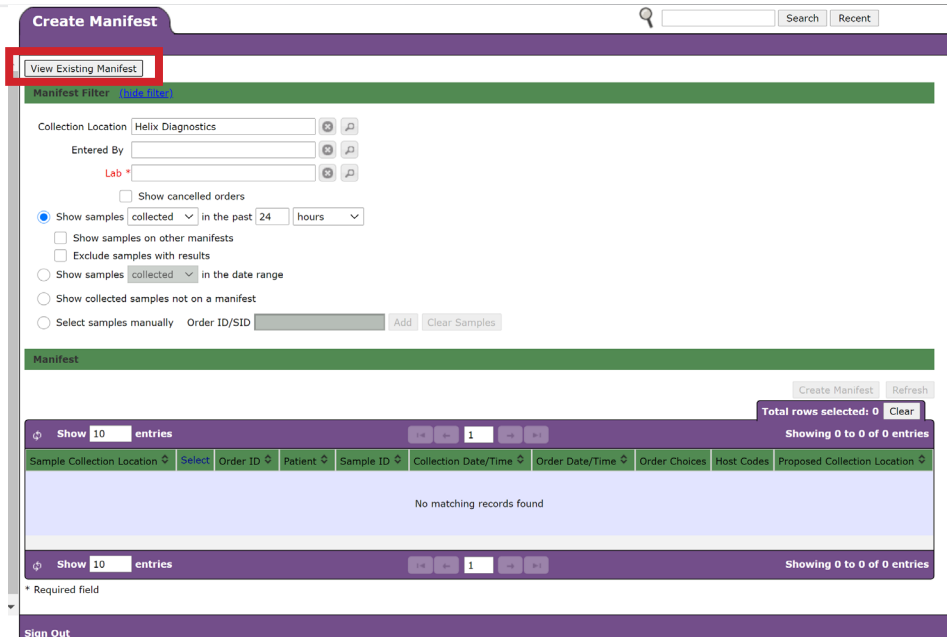 Create Manifest
Search Recent
View Existing Manifest
Manifest Filter (hide filter)
Collection Location Helix Diagnostics
Entered By
Lab *
Show cancelled orders
Show samples collected in the past 24 hours
Show samples on other manifests
Exclude samples with results
Show samples collected in the date range
Show collected samples not on a manifest
Select samples manually Order ID/SID Add Clear Samples
Manifest
Create Manifest Refresh
Total rows selected: 0 Clear
Show 10 entries 1 Showing 0 to 0 of 0 entries
Sample Collection Location Select Order ID Patient Sample ID Collection Date/Time Order Date/Time Order Choices Host Codes Proposed Collection Location
No matching records found
Show 10 entries 1 Showing 0 to 0 of 0 entries
* Required field
Sign Out